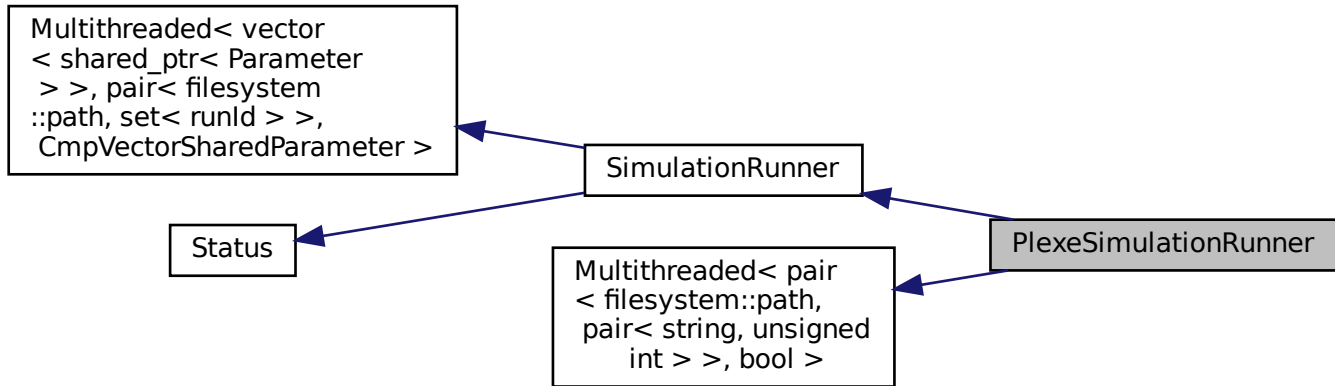 Multithreaded< vector
< shared_ptr< Parameter
> >, pair< filesystem
::path, set< runId > >,
CmpVectorSharedParameter >
SimulationRunner
Status
PlexeSimulationRunner
Multithreaded< pair
< filesystem::path,
pair< string, unsigned
int > >, bool >